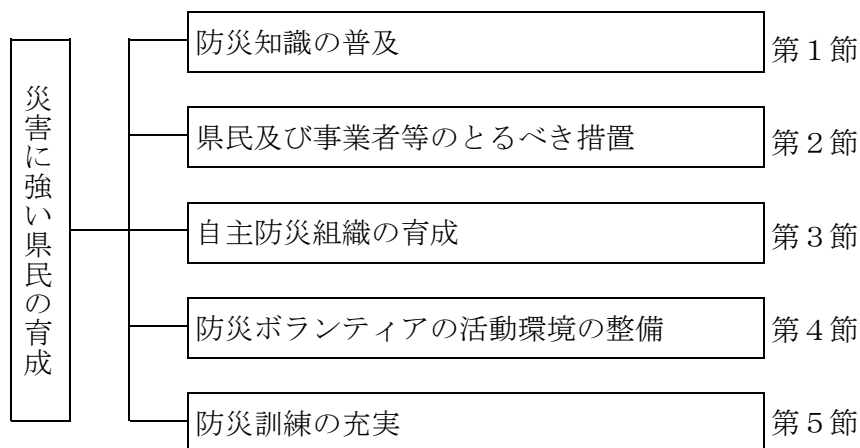 災害に強い県民の育成
防災知識の普及 第１節
県民及び事業者等のとるべき措置 第２節
自主防災組織の育成 第３節
防災ボランティアの活動環境の整備 第４節
防災訓練の充実 第５節